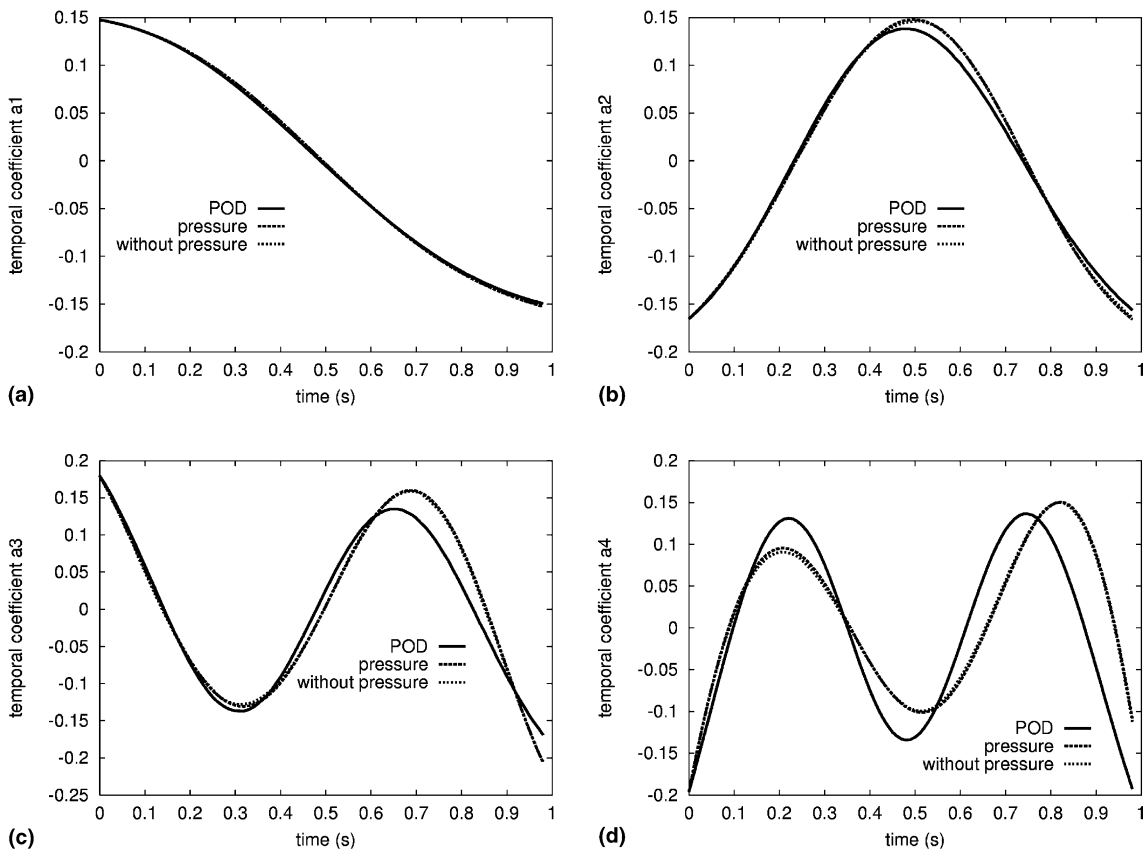 0.15
0.1
0.05
0
-0.05
-0.1
-0.15
-0.2
0 0.1 0.2 0.3 0.4 0.5 0.6 0.7 0.8 0.9 1
temporal coefficient a1
time (s)
POD
pressure
without pressure
(a)
0.15
0.1
0.05
0
-0.05
-0.1
-0.15
-0.2
0 0.1 0.2 0.3 0.4 0.5 0.6 0.7 0.8 0.9 1
temporal coefficient a2
time (s)
POD
pressure
without pressure
(b)
0.2
0.15
0.1
0.05
0
-0.05
-0.1
-0.15
-0.2
-0.25
0 0.1 0.2 0.3 0.4 0.5 0.6 0.7 0.8 0.9 1
temporal coefficient a3
time (s)
POD
pressure
without pressure
(c)
0.2
0.15
0.1
0.05
0
-0.05
-0.1
-0.15
-0.2
0 0.1 0.2 0.3 0.4 0.5 0.6 0.7 0.8 0.9 1
temporal coefficient a4
time (s)
POD
pressure
without pressure
(d)